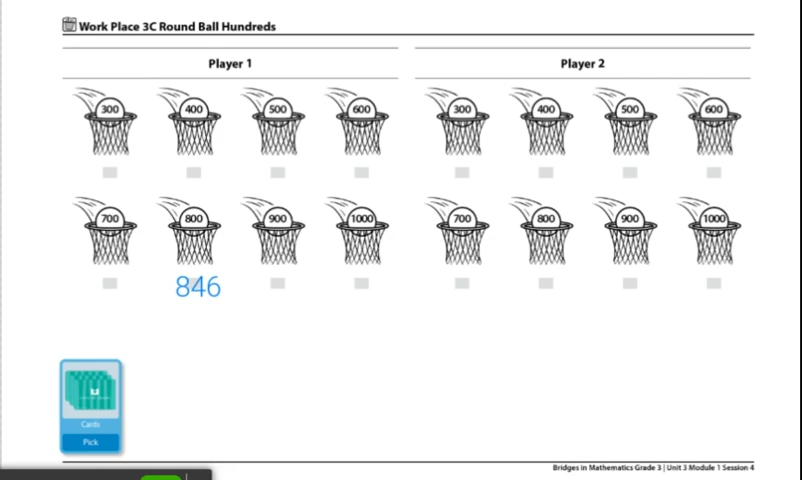 Work Place 3C Round Ball Hundreds
Player 1
Player 2
300 400 500 600
300 400 500 600
700 800 900 1000
700 800 900 1000
846
Cards
Pick
Bridges in Mathematics Grade 3 | Unit 3 Module 1 Session 4